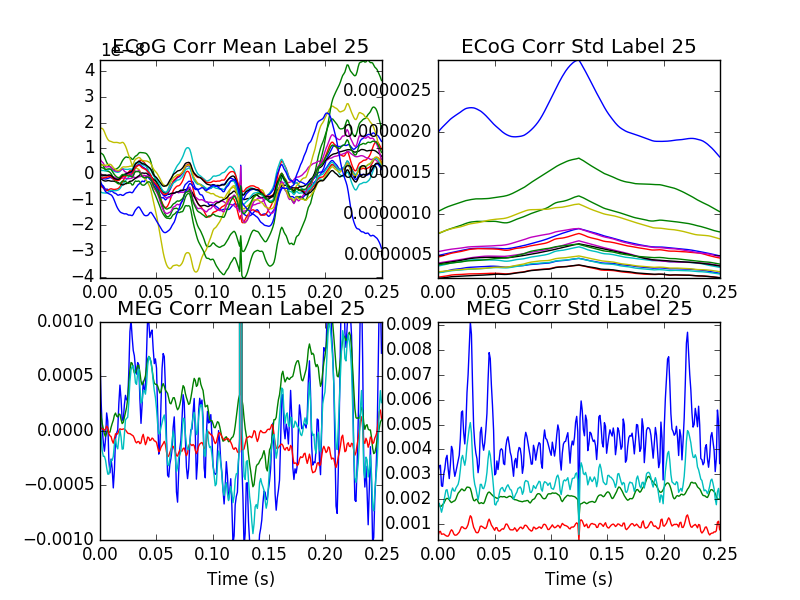 ECoG Corr Mean Label 25
1e−8
4
3
2
1
0
−1
−2
−3
−4
0.00 0.05 0.10 0.15 0.20 0.25
ECoG Corr Std Label 25
0.0000025
0.0000020
0.0000015
0.0000010
0.0000005
0.00 0.05 0.10 0.15 0.20 0.25
MEG Corr Mean Label 25
0.0010
0.0005
0.0000
−0.0005
−0.0010
0.00 0.05 0.10 0.15 0.20 0.25
Time (s)
MEG Corr Std Label 25
0.009
0.008
0.007
0.006
0.005
0.004
0.003
0.002
0.001
0.00 0.05 0.10 0.15 0.20 0.25
Time (s)